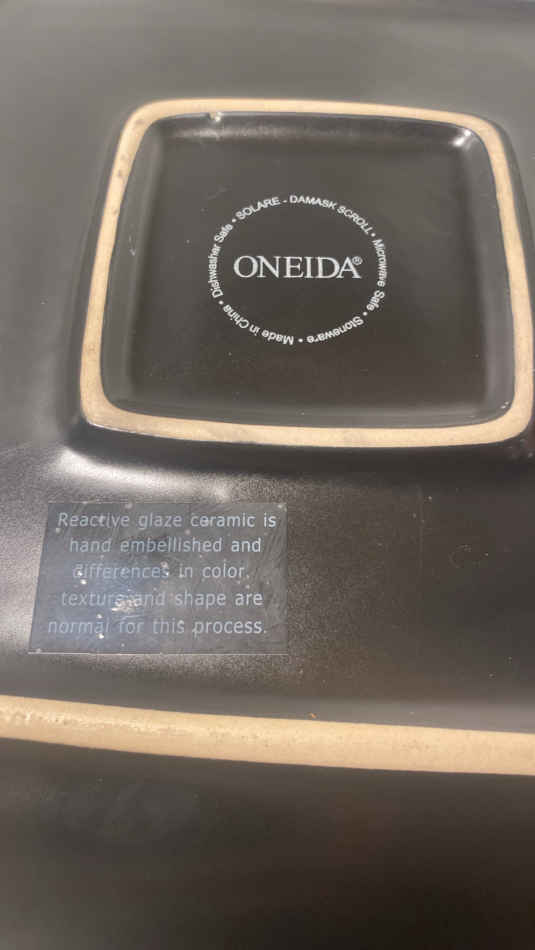 • SOLARE - DAMASK SCROLL • Microwave Safe • Stoneware • Made in China • Dishwasher Safe
ONEIDA®
Reactive glaze ceramic is
hand embellished and
differences in color,
texture and shape are
normal for this process.